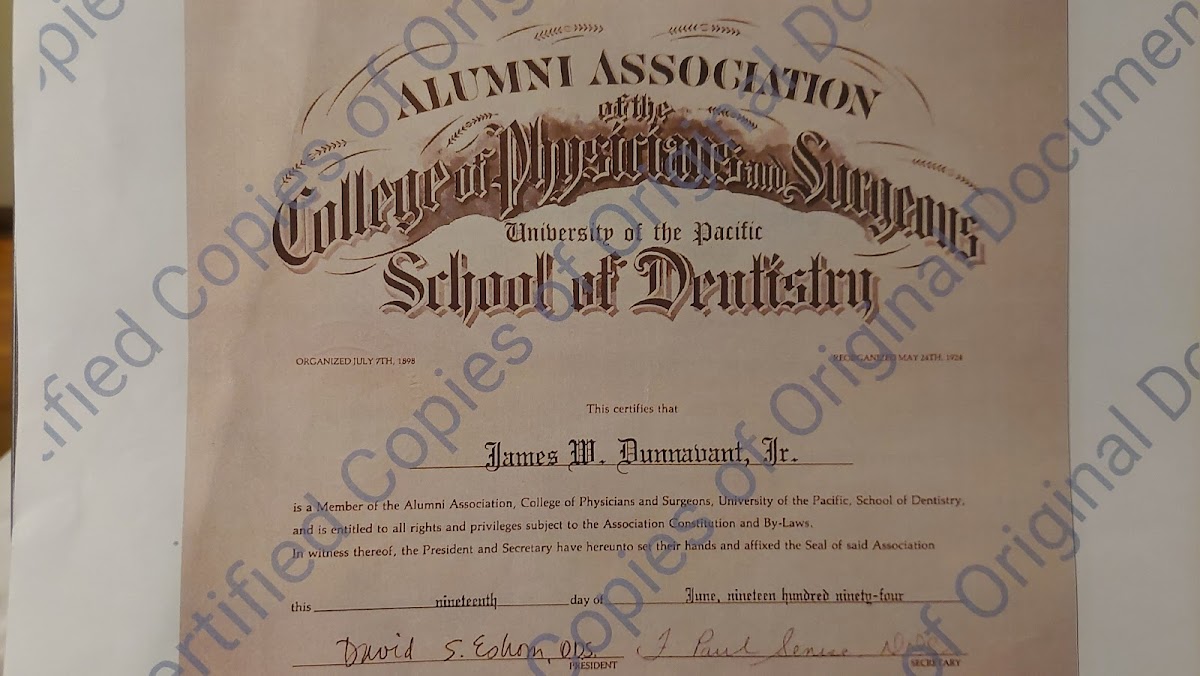 ALUMNI ASSOCIATION
of the
College of Physicians and Surgeons
University of the Pacific
School of Dentistry
ORGANIZED JULY 7TH, 1898
REORGANIZED MAY 24TH, 1924
This certifies that
James W. Dunnavant, Jr.
is a Member of the Alumni Association, College of Physicians and Surgeons, University of the Pacific, School of Dentistry,
and is entitled to all rights and privileges subject to the Association Constitution and By-Laws.
In witness thereof, the President and Secretary have hereunto set their hands and affixed the Seal of said Association
this nineteenth day of June, nineteen hundred ninety-four
David S. Eshom, DDS. Paul
PRESIDENT
SECRETARY
Certified Copies of Original Documents